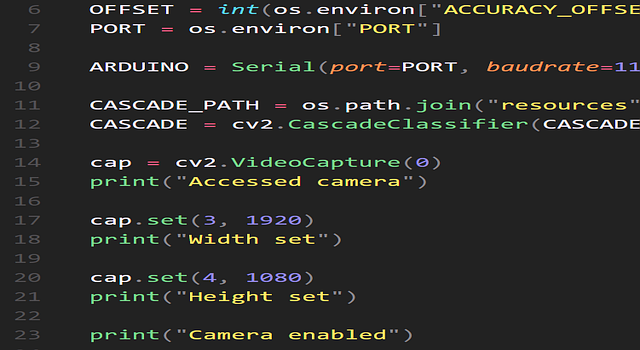 6 OFFSET = int(os.environ["ACCURACY_OFFSE
7 PORT = os.environ["PORT"]
8
9 ARDUINO = Serial(port=PORT, baudrate=11
10
11 CASCADE_PATH = os.path.join("resources"
12 CASCADE = cv2.CascadeClassifier(CASCADE
13
14 cap = cv2.VideoCapture(0)
15 print("Accessed camera")
16
17 cap.set(3, 1920)
18 print("Width set")
19
20 cap.set(4, 1080)
21 print("Height set")
22
23 print("Camera enabled")